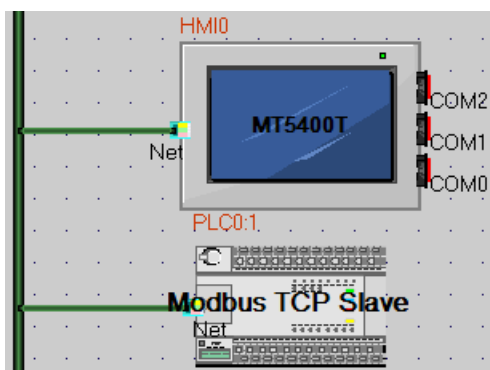 HMI0
MT5400T
COM2
COM1
COM0
Net
PLC0:1
Modbus TCP Slave
Net